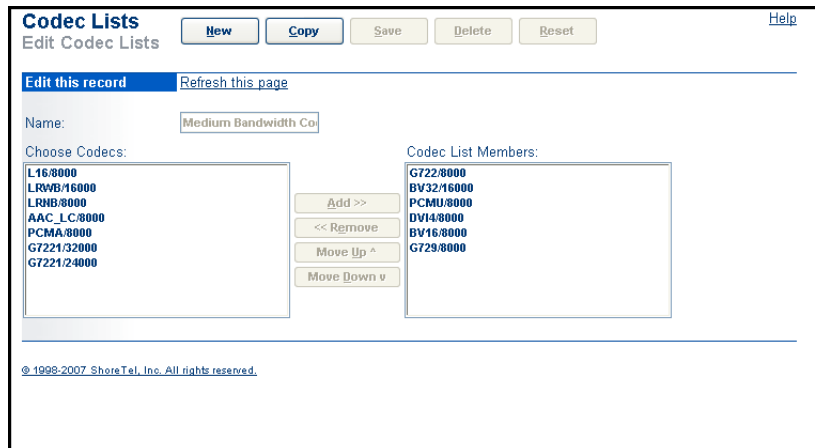 Codec Lists
Edit Codec Lists
New
Copy
Save
Delete
Reset
Help
Edit this record
Refresh this page
Name:
Medium Bandwidth Co
Choose Codecs:
L16/8000
LRWB/16000
LRNB/8000
AAC_LC/8000
PCMA/8000
G7221/32000
G7221/24000
Add >>
<< Remove
Move Up ^
Move Down v
Codec List Members:
G722/8000
BV32/16000
PCMU/8000
DVI4/8000
BV16/8000
G729/8000
© 1998-2007 ShoreTel, Inc. All rights reserved.